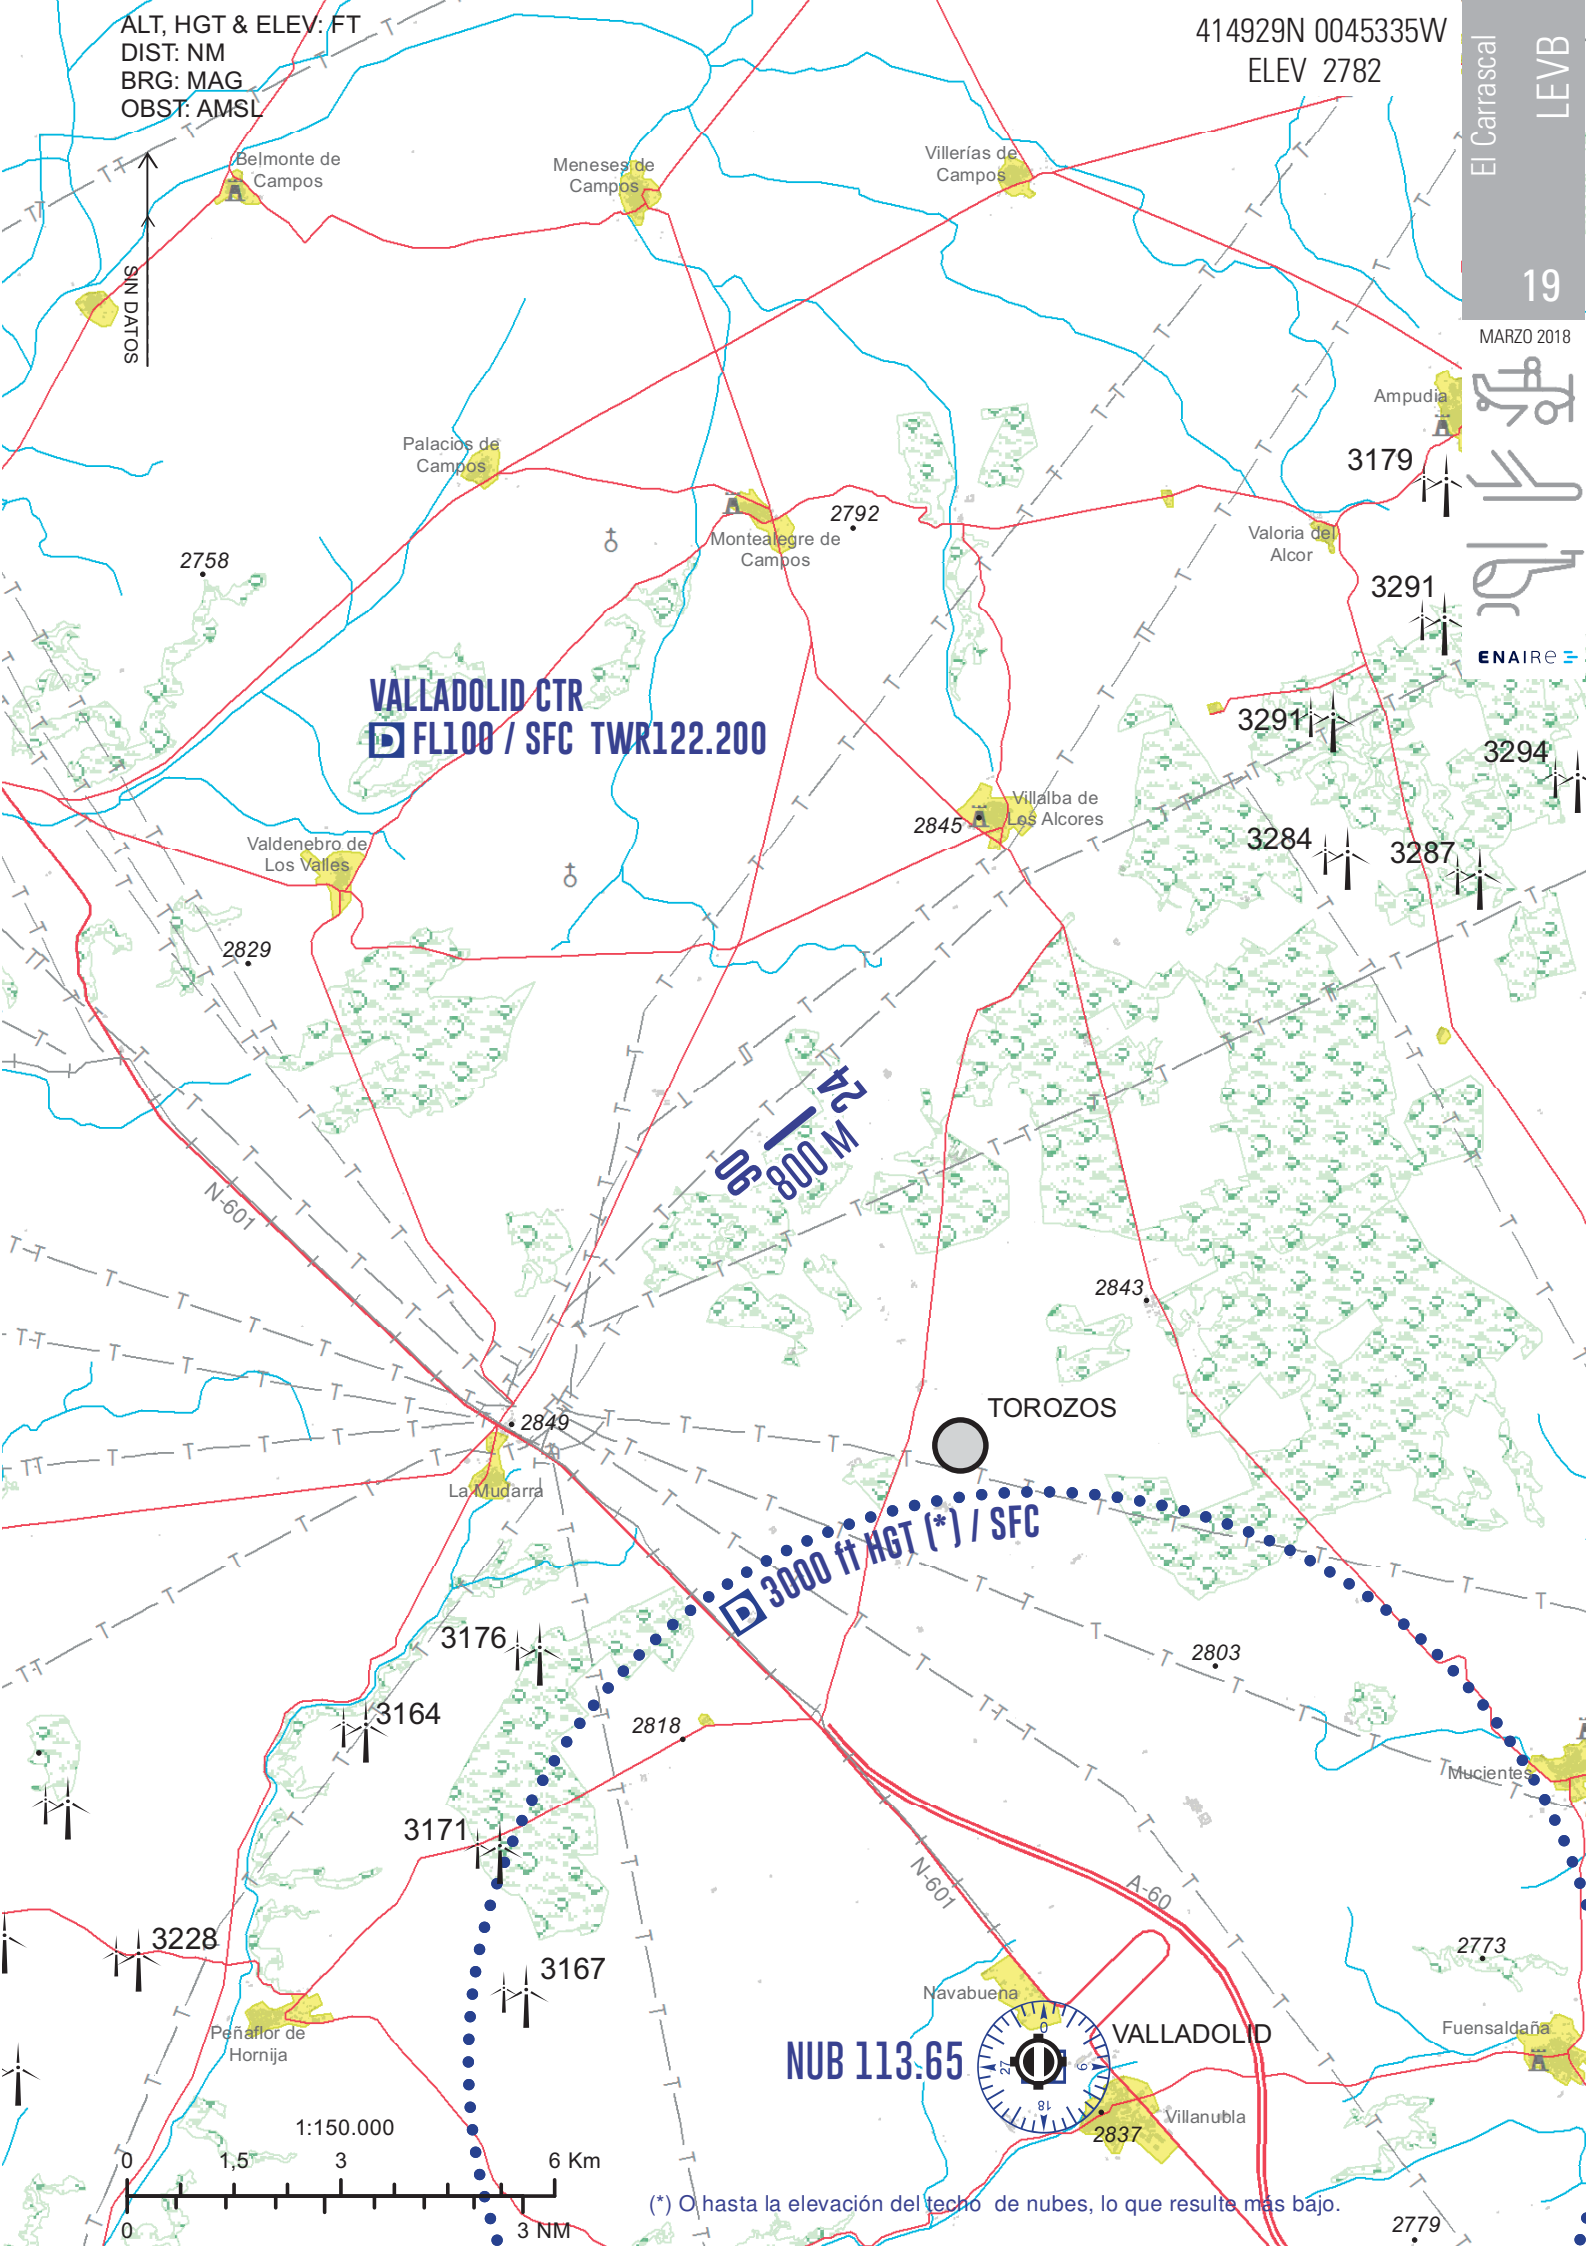 ALT, HGT & ELEV: FT
DIST: NM
BRG: MAG
OBST: AMSL
414929N 0045335W
ELEV 2782
El Carrascal
LEVB
19
MARZO 2018
ENAIRe
SIN DATOS
Belmonte de
Campos
Meneses de
Campos
Villerías de
Campos
Ampudia
3179
Palacios de
Campos
Montealegre de
Campos
2792
Valoria del
Alcor
2758
3291
VALLADOLID CTR
D FL100 / SFC TWR122.200
3291
3294
Villalba de
Los Alcores
2845
3284
3287
Valdenebro de
Los Valles
2829
24
06
800 M
N-601
2843
TOROZOS
2849
La Mudarra
D 3000 ft HGT (*) / SFC
3176
2803
3164
2818
Mucientes
3171
N-601
A-60
3228
3167
2773
Navabuena
VALLADOLID
Fuensaldaña
Peñaflor de
Hornija
NUB 113.65
0
9
18
27
Villanubla
2837
1:150.000
0
1,5
3
6 Km
0
3 NM
(*) O hasta la elevación del techo de nubes, lo que resulte más bajo.
2779